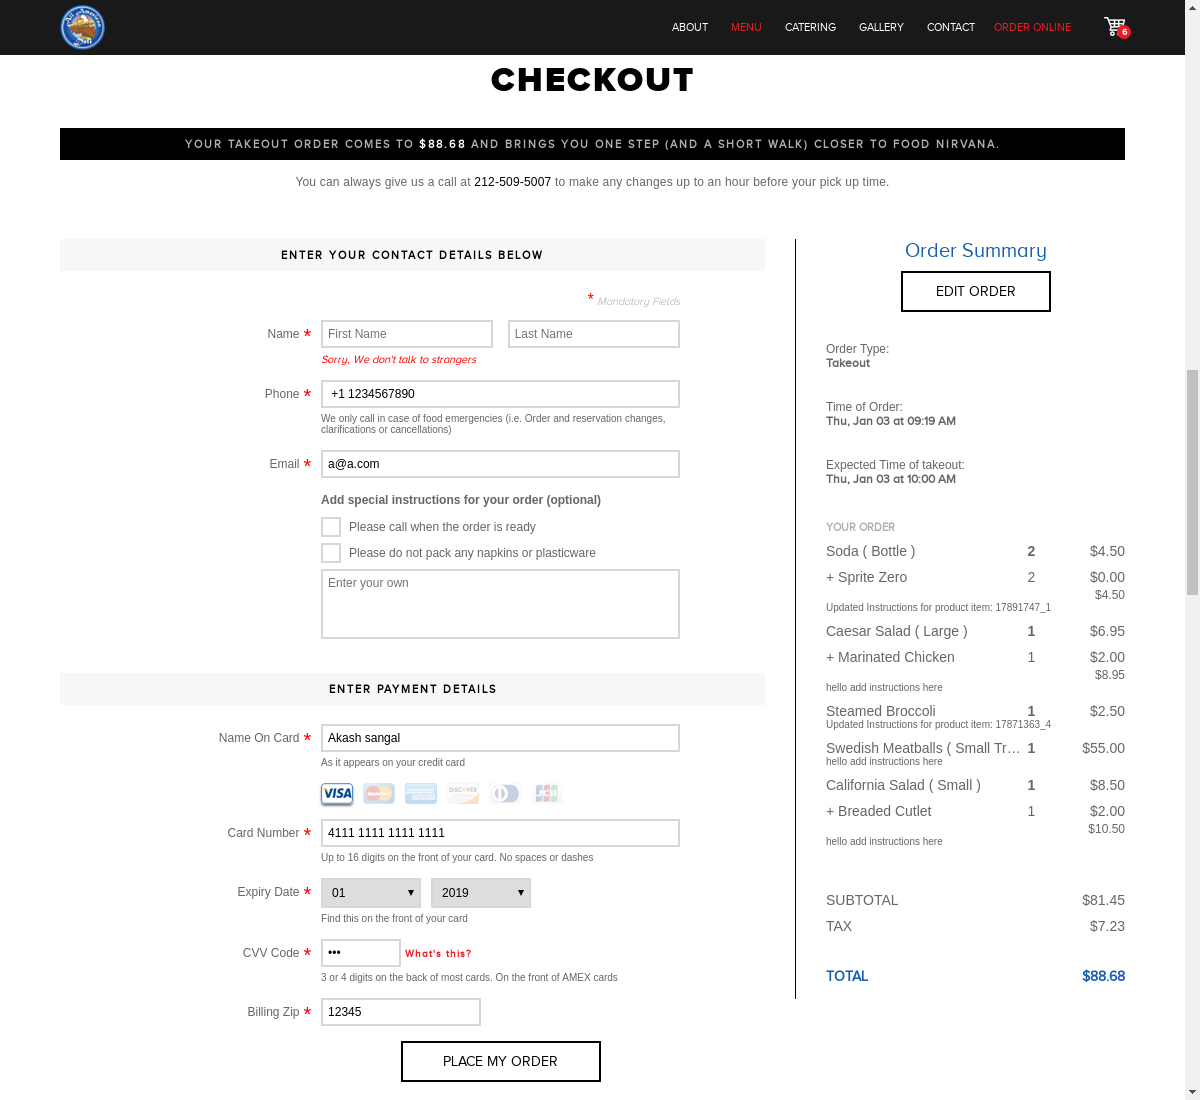 All American
Deli
ABOUT MENU CATERING GALLERY CONTACT ORDER ONLINE 6
CHECKOUT
YOUR TAKEOUT ORDER COMES TO $88.68 AND BRINGS YOU ONE STEP (AND A SHORT WALK) CLOSER TO FOOD NIRVANA.
You can always give us a call at 212-509-5007 to make any changes up to an hour before your pick up time.
ENTER YOUR CONTACT DETAILS BELOW
* Mandatory Fields
Name * First Name Last Name
Sorry, We don't talk to strangers
Phone * +1 1234567890
We only call in case of food emergencies (i.e. Order and reservation changes,
clarifications or cancellations)
Email * a@a.com
Add special instructions for your order (optional)
Please call when the order is ready
Please do not pack any napkins or plasticware
Enter your own
ENTER PAYMENT DETAILS
Name On Card * Akash sangal
As it appears on your credit card
VISA MasterCard DISCOVER JCB
Card Number * 4111 1111 1111 1111
Up to 16 digits on the front of your card. No spaces or dashes
Expiry Date * 01 2019
Find this on the front of your card
CVV Code * ••• What's this?
3 or 4 digits on the back of most cards. On the front of AMEX cards
Billing Zip * 12345
PLACE MY ORDER
Order Summary
EDIT ORDER
Order Type:
Takeout
Time of Order:
Thu, Jan 03 at 09:19 AM
Expected Time of takeout:
Thu, Jan 03 at 10:00 AM
YOUR ORDER
Soda ( Bottle ) 2 $4.50
+ Sprite Zero 2 $0.00
$4.50
Updated Instructions for product item: 17891747_1
Caesar Salad ( Large ) 1 $6.95
+ Marinated Chicken 1 $2.00
$8.95
hello add instructions here
Steamed Broccoli 1 $2.50
Updated Instructions for product item: 17871363_4
Swedish Meatballs ( Small Tr… 1 $55.00
hello add instructions here
California Salad ( Small ) 1 $8.50
+ Breaded Cutlet 1 $2.00
$10.50
hello add instructions here
SUBTOTAL $81.45
TAX $7.23
TOTAL $88.68